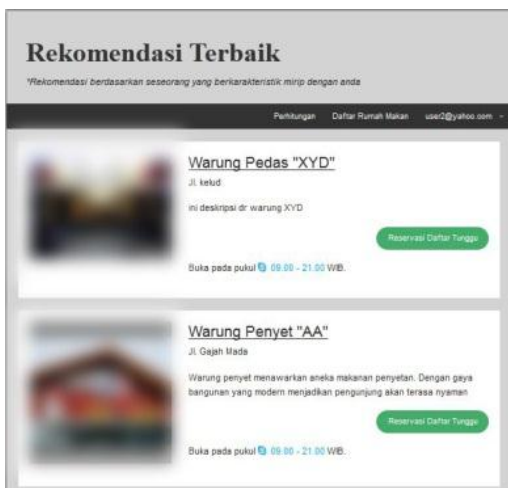 Rekomendasi Terbaik
*Rekomendasi berdasarkan seseorang yang berkarakteristik mirip dengan anda
Perhitungan Daftar Rumah Makan user2@yahoo.com
Warung Pedas "XYD"
Jl. kelud
ini deskripsi dr warung XYD
Reservasi Daftar Tunggu
Buka pada pukul 09.00 - 21.00 WIB.
Warung Penyet "AA"
Jl. Gajah Mada
Warung penyet menawarkan aneka makanan penyetan. Dengan gaya
bangunan yang modern menjadikan pengunjung akan terasa nyaman
Reservasi Daftar Tunggu
Buka pada pukul 09.00 - 21.00 WIB.